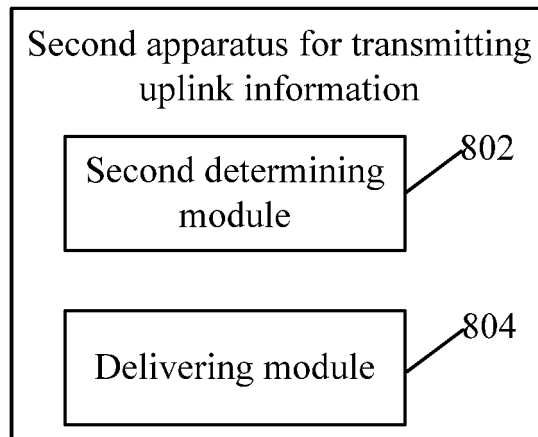 Second apparatus for transmitting
uplink information
802
Second determining
module
804
Delivering module